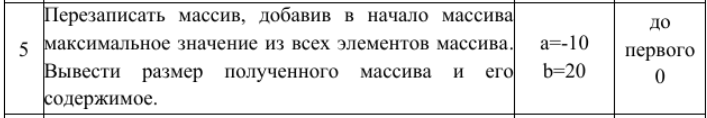 5
Перезаписать массив, добавив в начало массива
максимальное значение из всех элементов массива.
Вывести размер полученного массива и его
содержимое.
a=-10
b=20
до
первого
0